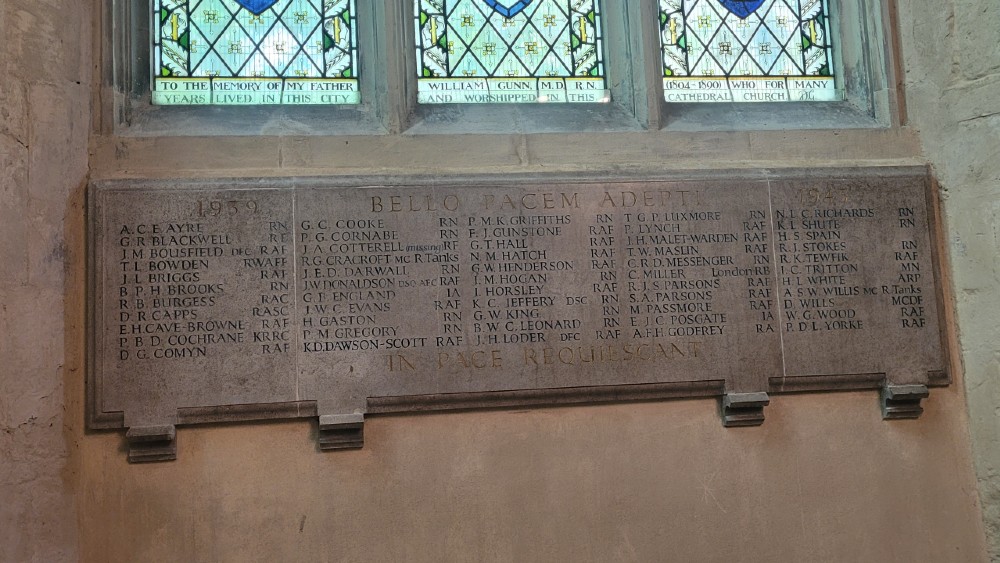 TO THE MEMORY OF MY FATHER
YEARS LIVED IN THIS CITY
WILLIAM GUNN, M.D. R.N.
AND WORSHIPPED IN THIS
(1804-1890) WHO FOR MANY
CATHEDRAL CHURCH
1939
BELLO PACEM ADEPTI
A.C.E. AYRE RN
G R BLACKWELL RE
J.M BOUSFIELD DFC RAF
T L BOWDEN RWAFF
J L BRIGGS RAF
R P H BROOKS RN
R B BURGESS RAC
D R CAPPS RASC
E.H CAVE-BROWNE RAF
P B D COCHRANE KRRC
D G COMYN RAF
G C COOKE RN
P G CORNABE RN
J A COTTERELL (missing) RF
R G CRACROFT MC R Tanks
J.E.D DARWALL RN
J.W DONALDSON DSO AFC RAF
G F ENGLAND IA
J W C EVANS RAF
H GASTON RN
P M GREGORY RN
K.D. DAWSON-SCOTT RAF
P M K GRIFFITHS RN
E J GUNSTONE RAF
G T HALL RAF
N M HATCH RAF
G W HENDERSON RAF
I M HOGAN RAF
J HORSLEY RAF
K C JEFFERY DSC RN
G W KING RN
B W C LEONARD RN
J.H LODER DFC RAF
T G P LUXMORE RN
P LYNCH RAF
J.H MALET-WARDEN RAF
T W MASLIN RAF
G R D MESSENGER RN
C MILLER London RB
R J S PARSONS RAF
S A PARSONS RAF
M PASSMORE RAF
E J C POSGATE IA
A F H GODFREY RA
N L C RICHARDS RN
K L SHUTE RN
H S SPAIN
R J STOKES RN
R K TEWFIK RAF
J C TRITTON MN
H L WHITE ARP
A S W WILLIS MC R Tanks
D WILLS MCDF
W G WOOD RAF
P D L YORKE RAF
IN PACE REQUIESCANT